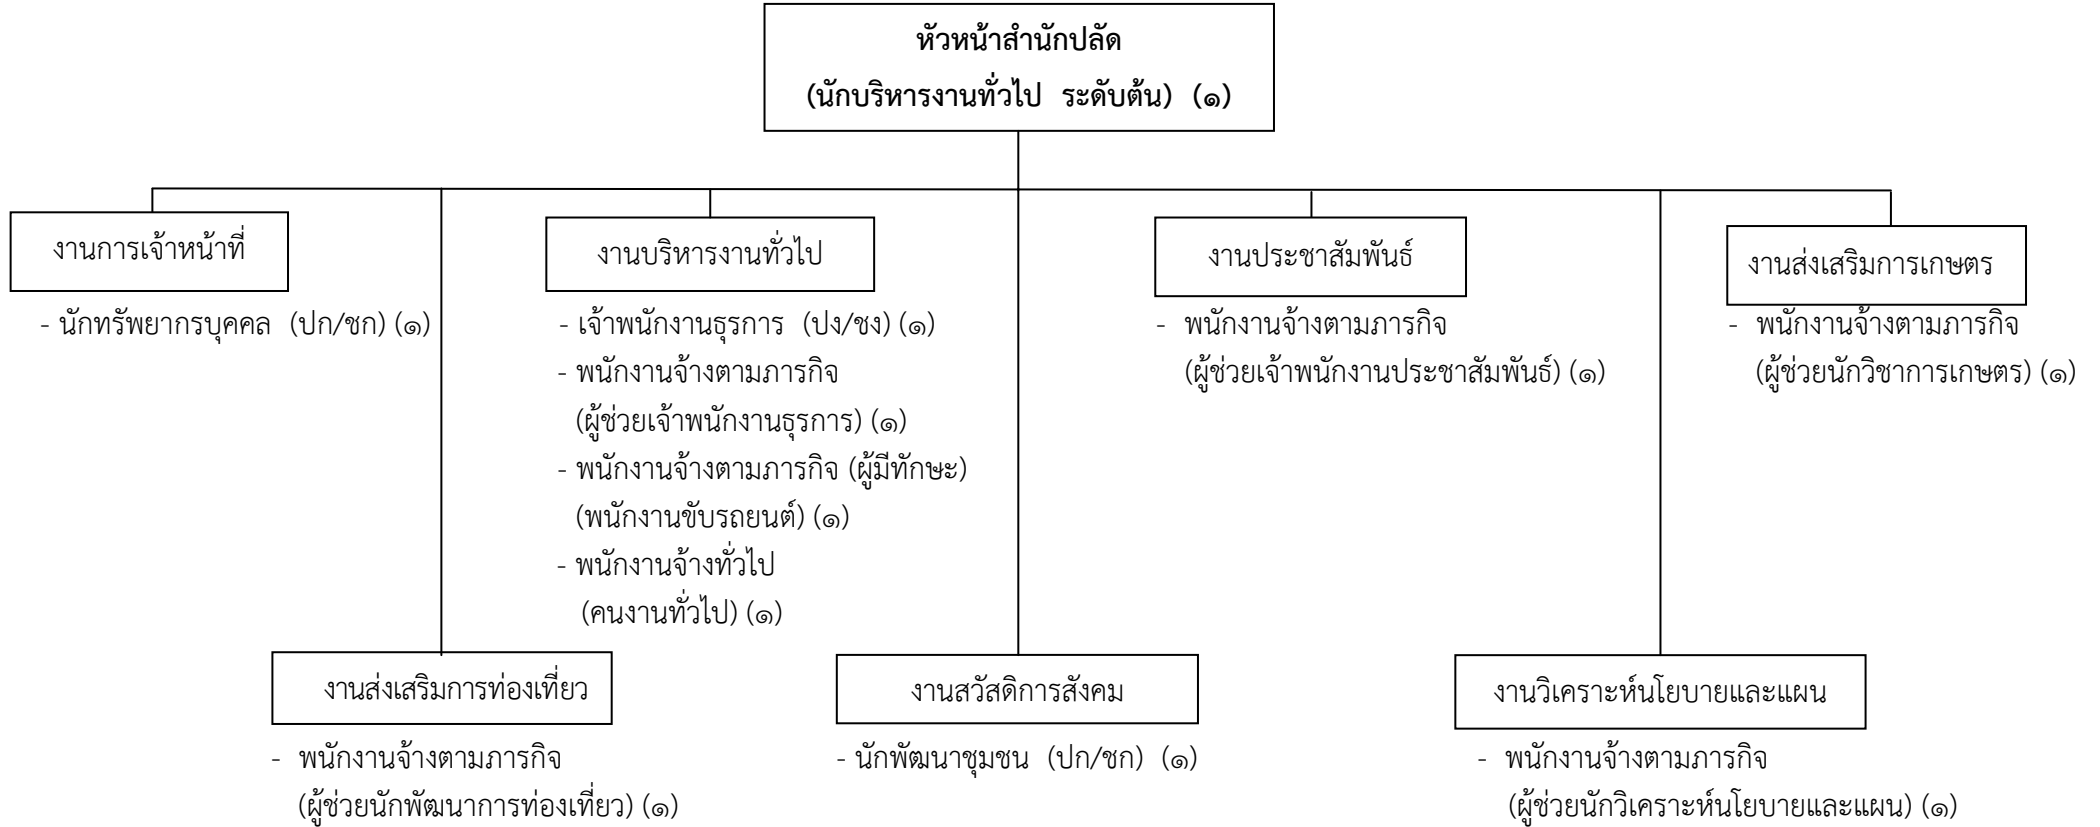 หัวหน้าสำนักปลัด
(นักบริหารงานทั่วไป ระดับต้น) (๑)
งานการเจ้าหน้าที่
- นักทรัพยากรบุคคล (ปก/ชก) (๑)
งานบริหารงานทั่วไป
- เจ้าพนักงานธุรการ (ปง/ชง) (๑)
- พนักงานจ้างตามภารกิจ
(ผู้ช่วยเจ้าพนักงานธุรการ) (๑)
- พนักงานจ้างตามภารกิจ (ผู้มีทักษะ)
(พนักงานขับรถยนต์) (๑)
- พนักงานจ้างทั่วไป
(คนงานทั่วไป) (๑)
งานประชาสัมพันธ์
- พนักงานจ้างตามภารกิจ
(ผู้ช่วยเจ้าพนักงานประชาสัมพันธ์) (๑)
งานส่งเสริมการเกษตร
- พนักงานจ้างตามภารกิจ
(ผู้ช่วยนักวิชาการเกษตร) (๑)
งานส่งเสริมการท่องเที่ยว
- พนักงานจ้างตามภารกิจ
(ผู้ช่วยนักพัฒนาการท่องเที่ยว) (๑)
งานสวัสดิการสังคม
- นักพัฒนาชุมชน (ปก/ชก) (๑)
งานวิเคราะห์นโยบายและแผน
- พนักงานจ้างตามภารกิจ
(ผู้ช่วยนักวิเคราะห์นโยบายและแผน) (๑)